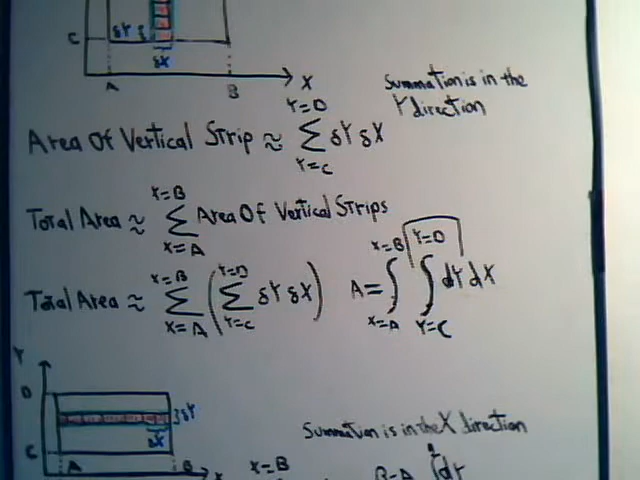 C δY
δX
A B X
Summation is in the
Y direction
Area Of Vertical Strip ≈ ∑ δY δX
Y=D
Y=C
Total Area ≈ ∑ Area Of Vertical Strips
X=B
X=A
Total Area ≈ ∑ (∑ δY δX) A = ∫ ∫ dY dX
X=B Y=D X=B Y=D
X=A Y=C X=A Y=C
Y
D
δY
δX
C
A B X
Summation is in the X direction
X=B
B-A ∫dY